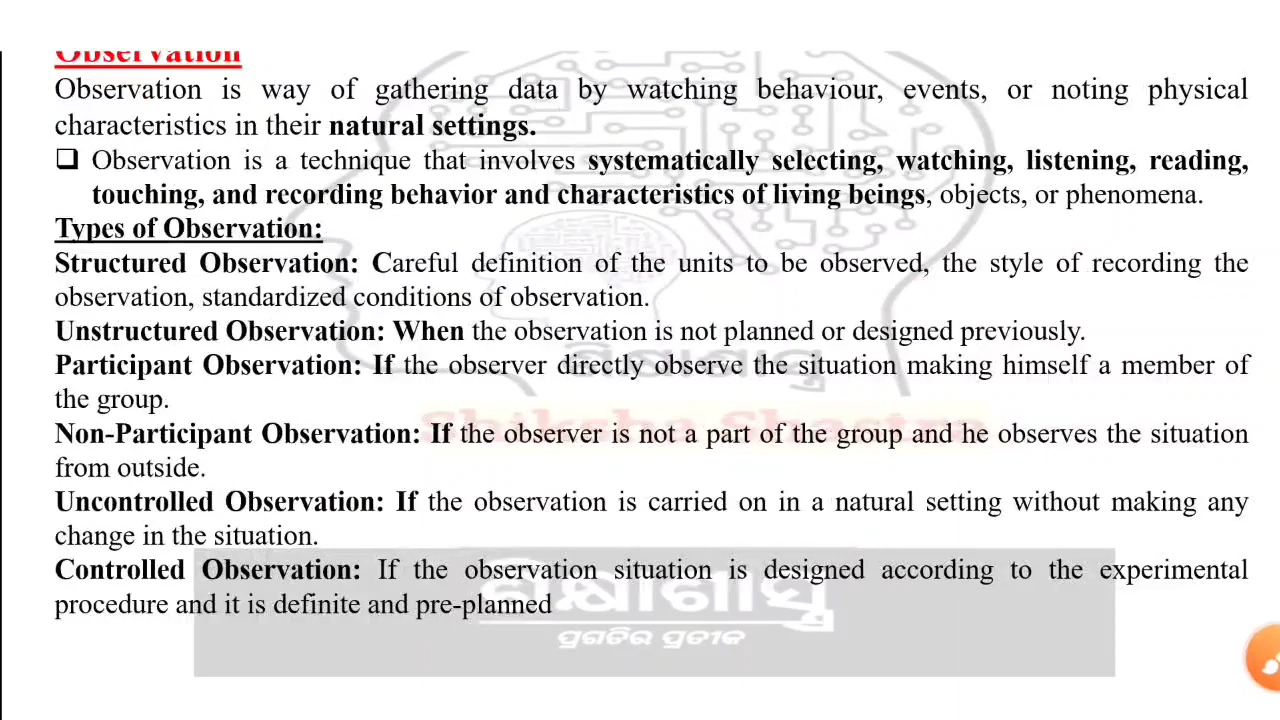 Observation
Observation is way of gathering data by watching behaviour, events, or noting physical
characteristics in their natural settings.
❑ Observation is a technique that involves systematically selecting, watching, listening, reading,
touching, and recording behavior and characteristics of living beings, objects, or phenomena.
Types of Observation:
Structured Observation: Careful definition of the units to be observed, the style of recording the
observation, standardized conditions of observation.
Unstructured Observation: When the observation is not planned or designed previously.
Participant Observation: If the observer directly observe the situation making himself a member of
the group.
Shiksha Shastra
Non-Participant Observation: If the observer is not a part of the group and he observes the situation
from outside.
Uncontrolled Observation: If the observation is carried on in a natural setting without making any
change in the situation.
Controlled Observation: If the observation situation is designed according to the experimental
procedure and it is definite and pre-planned
ପ୍ରଗତିର ପ୍ରତୀକ